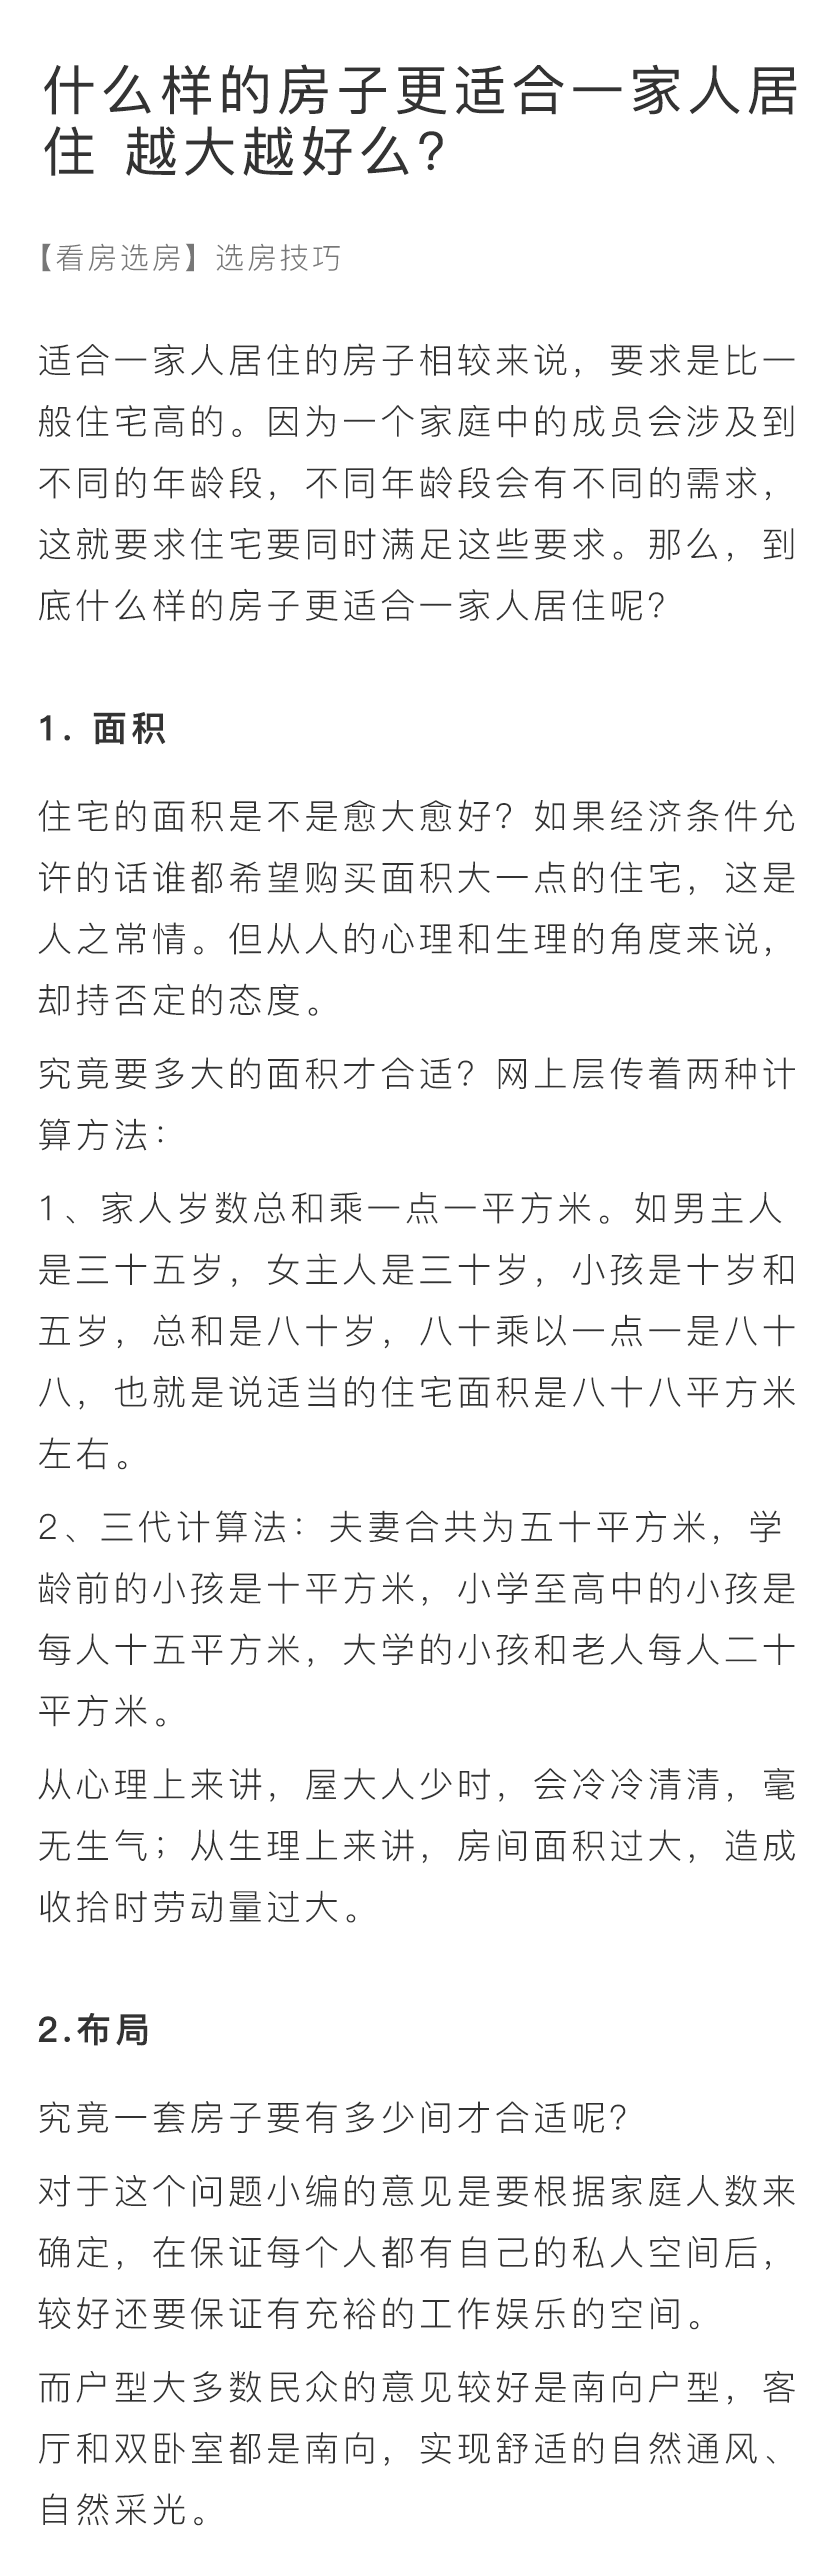 什么样的房子更适合一家人居
住 越大越好么？
【看房选房】选房技巧
适合一家人居住的房子相较来说，要求是比一
般住宅高的。因为一个家庭中的成员会涉及到
不同的年龄段，不同年龄段会有不同的需求，
这就要求住宅要同时满足这些要求。那么，到
底什么样的房子更适合一家人居住呢？
1. 面积
住宅的面积是不是愈大愈好？如果经济条件允
许的话谁都希望购买面积大一点的住宅，这是
人之常情。但从人的心理和生理的角度来说，
却持否定的态度。
究竟要多大的面积才合适？网上层传着两种计
算方法：
1、家人岁数总和乘一点一平方米。如男主人
是三十五岁，女主人是三十岁，小孩是十岁和
五岁，总和是八十岁，八十乘以一点一是八十
八，也就是说适当的住宅面积是八十八平方米
左右。
2、三代计算法：夫妻合共为五十平方米，学
龄前的小孩是十平方米，小学至高中的小孩是
每人十五平方米，大学的小孩和老人每人二十
平方米。
从心理上来讲，屋大人少时，会冷冷清清，毫
无生气；从生理上来讲，房间面积过大，造成
收拾时劳动量过大。
2.布局
究竟一套房子要有多少间才合适呢？
对于这个问题小编的意见是要根据家庭人数来
确定，在保证每个人都有自己的私人空间后，
较好还要保证有充裕的工作娱乐的空间。
而户型大多数民众的意见较好是南向户型，客
厅和双卧室都是南向，实现舒适的自然通风、
自然采光。